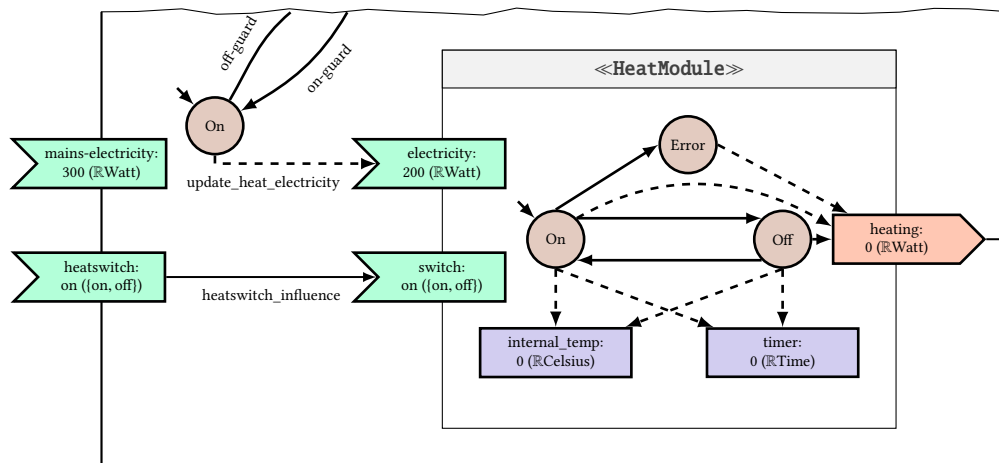 off-guard
on-guard
≪HeatModule≫
On
Error
mains-electricity:
300 (ℝWatt)
electricity:
200 (ℝWatt)
update_heat_electricity
On
Off
heating:
0 (ℝWatt)
heatswitch:
on ({on, off})
switch:
on ({on, off})
heatswitch_influence
internal_temp:
0 (ℝCelsius)
timer:
0 (ℝTime)